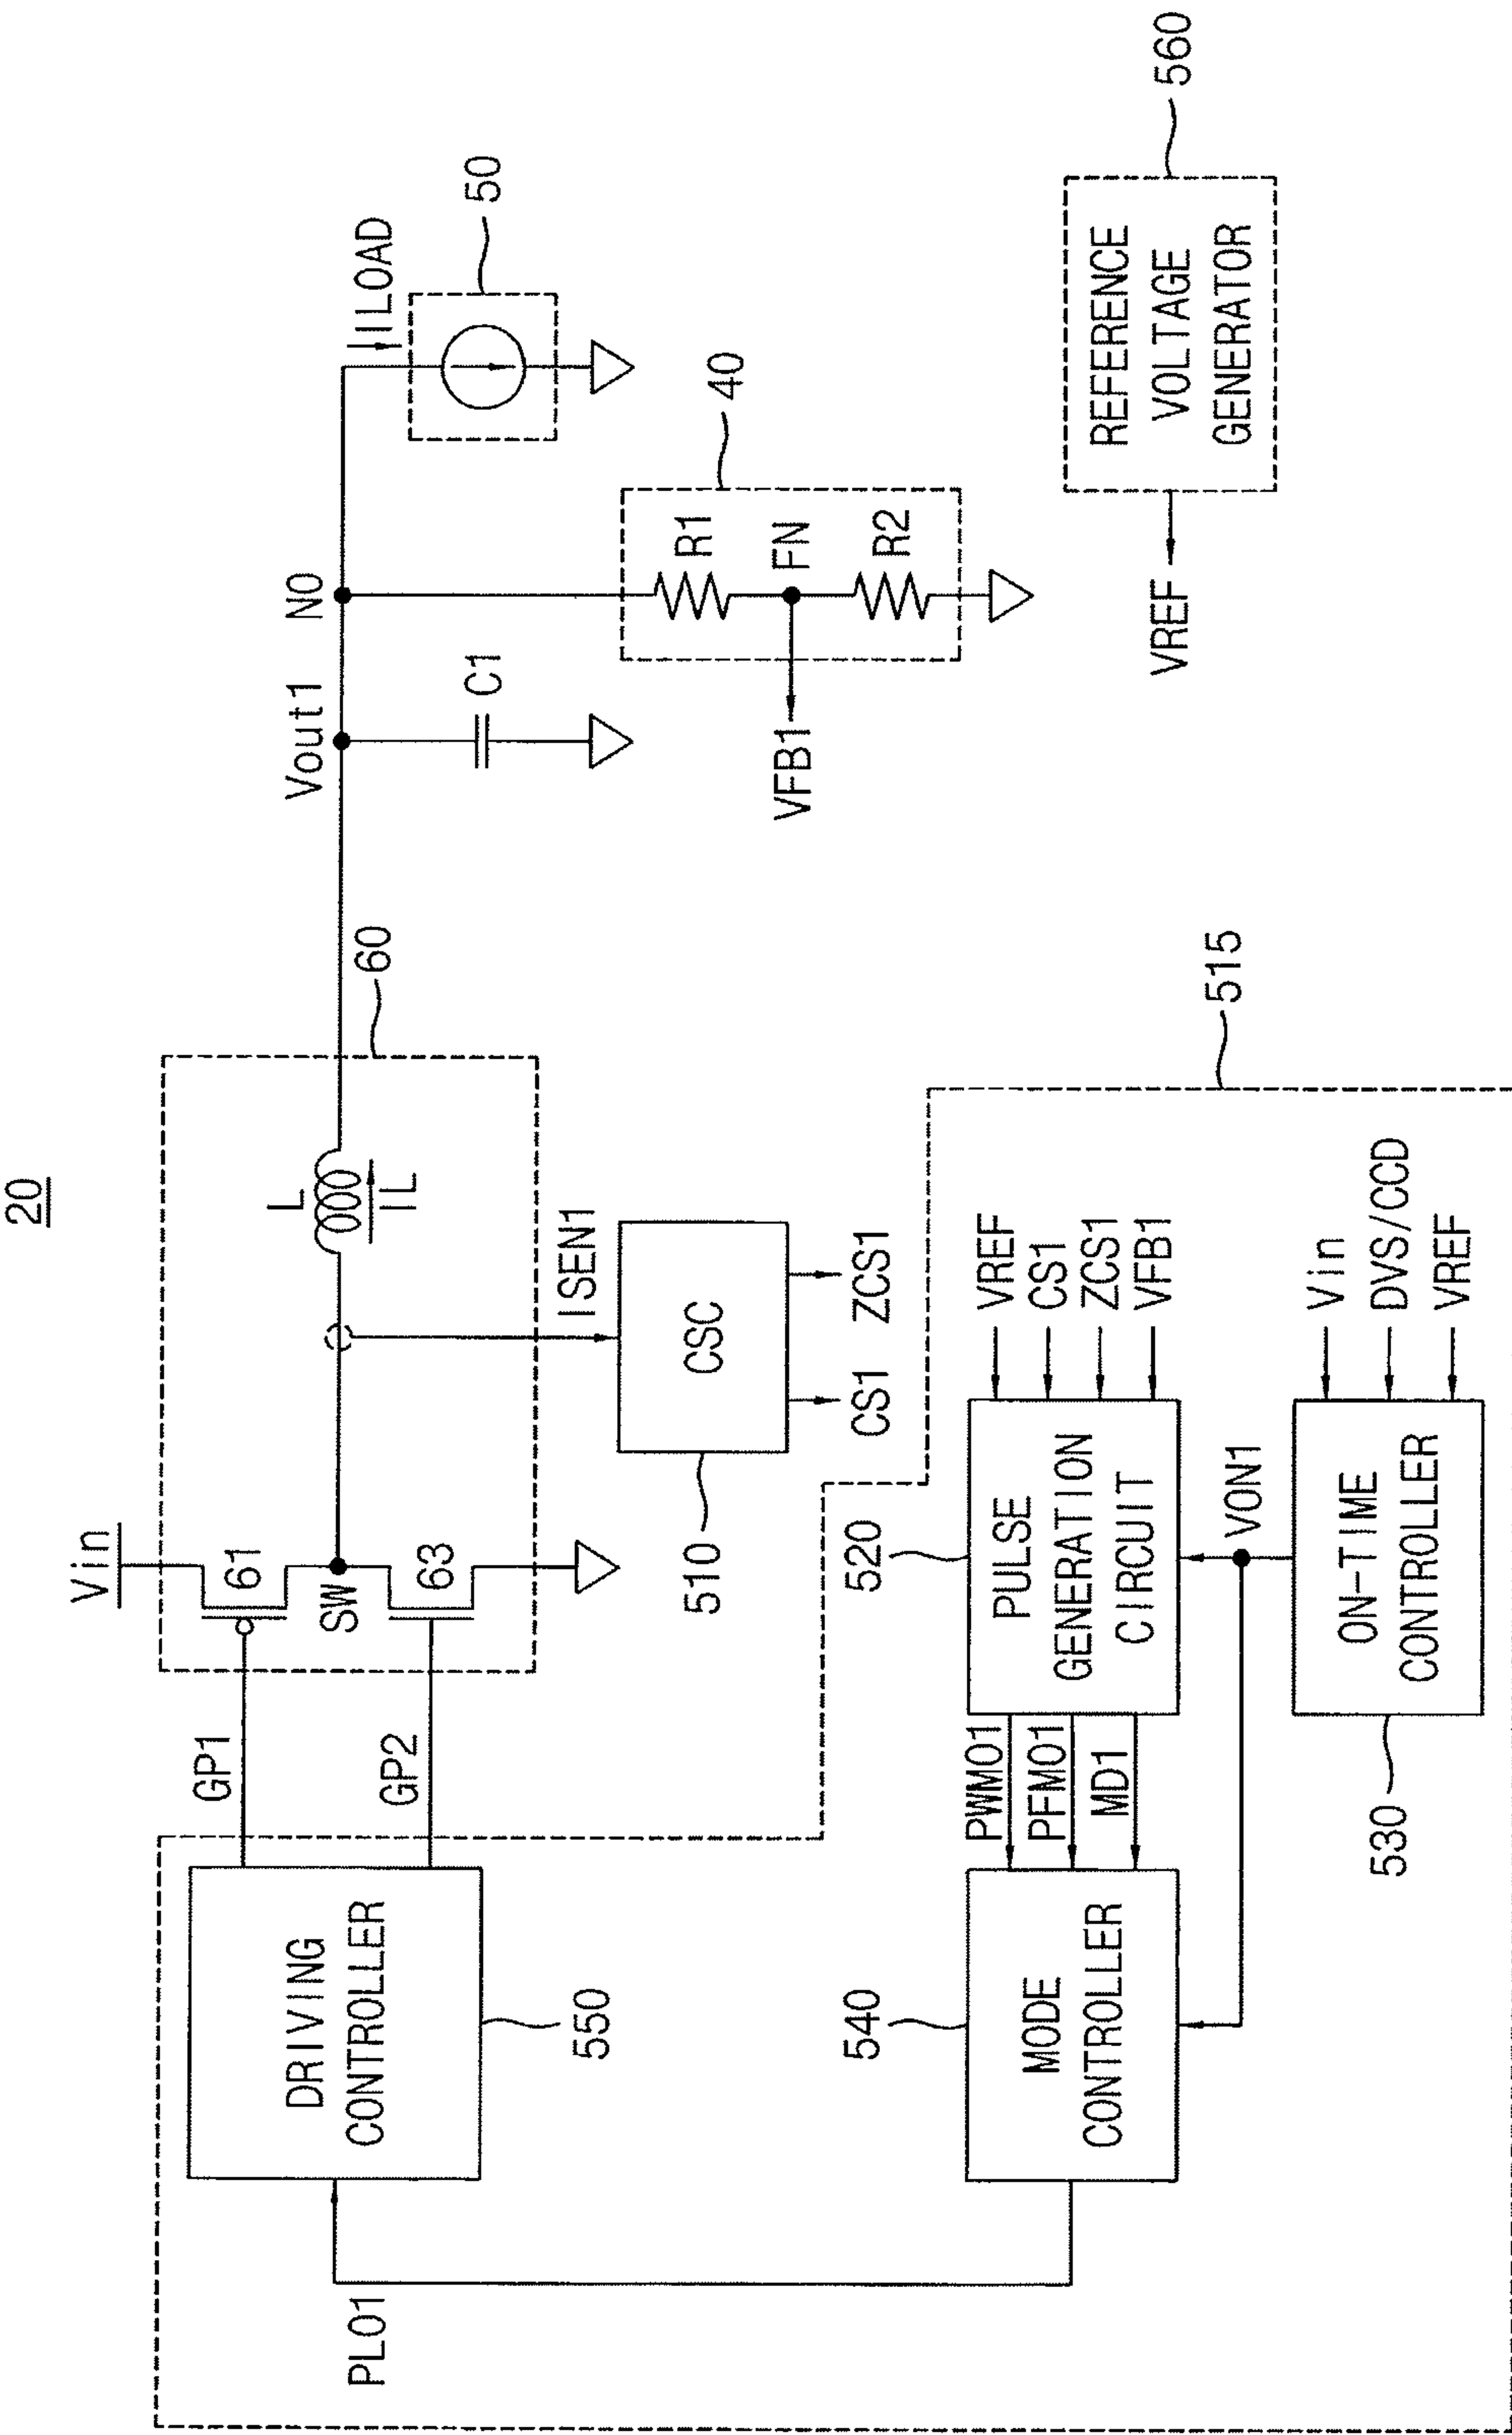 20
Vin
60
L
IL
61
SW
63
GP1
GP2
Vout1
NO
ILOAD
50
C1
40
R1
FN
R2
VFB1
ISEN1
CSC
510
CS1
ZCS1
DRIVING
CONTROLLER
550
PLO1
515
REFERENCE
VOLTAGE
GENERATOR
560
VREF
520
PULSE
GENERATION
CIRCUIT
VREF
CS1
ZCS1
VFB1
PWMO1
PFMO1
MD1
540
MODE
CONTROLLER
VON1
ON-TIME
CONTROLLER
530
Vin
DVS/CCD
VREF